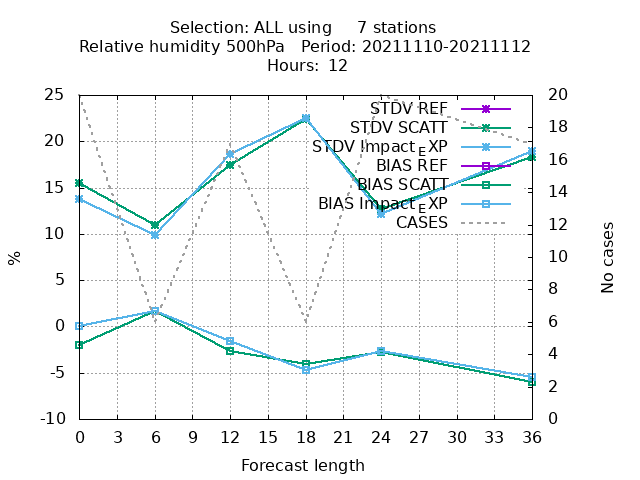 Selection: ALL using 7 stations
Relative humidity 500hPa Period: 20211110-20211112
Hours: 12
25
20
15
10
5
0
-5
-10
%
20
18
16
14
12
10
8
6
4
2
0
No cases
STDV REF
STDV SCATT
STDV Impact_EXP
BIAS REF
BIAS SCATT
BIAS Impact_EXP
CASES
0 3 6 9 12 15 18 21 24 27 30 33 36
Forecast length